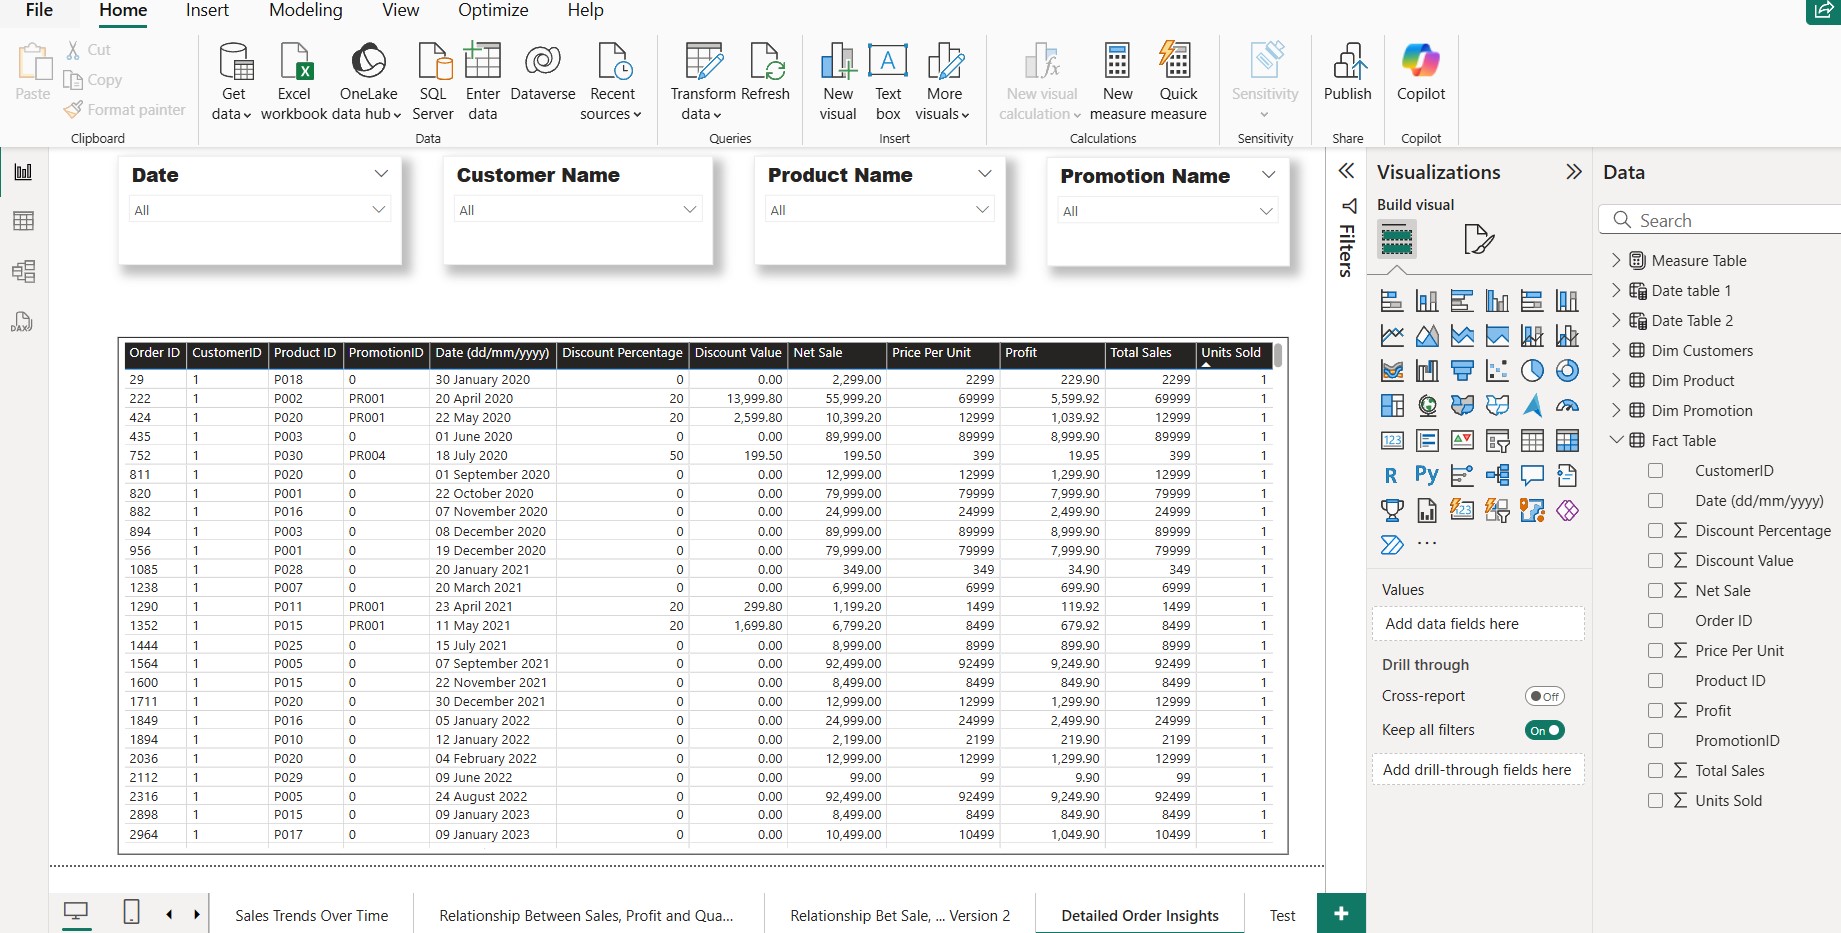 File Home Insert Modeling View Optimize Help
Paste
Cut
Copy
Format painter
Clipboard
Get data
Excel workbook
OneLake data hub
SQL Server
Enter data
Dataverse
Recent sources
Data
Transform data
Refresh
Queries
New visual
Text box
More visuals
Insert
New visual calculation
New measure
Quick measure
Calculations
Sensitivity
Sensitivity
Publish
Share
Copilot
Copilot
Date
All
Customer Name
All
Product Name
All
Promotion Name
All
Order ID CustomerID Product ID PromotionID Date (dd/mm/yyyy) Discount Percentage Discount Value Net Sale Price Per Unit Profit Total Sales Units Sold
29 1 P018 0 30 January 2020 0 0.00 2,299.00 2299 229.90 2299 1
222 1 P002 PR001 20 April 2020 20 13,999.80 55,999.20 69999 5,599.92 69999 1
424 1 P020 PR001 22 May 2020 20 2,599.80 10,399.20 12999 1,039.92 12999 1
435 1 P003 0 01 June 2020 0 0.00 89,999.00 89999 8,999.90 89999 1
752 1 P030 PR004 18 July 2020 50 199.50 199.50 399 19.95 399 1
811 1 P020 0 01 September 2020 0 0.00 12,999.00 12999 1,299.90 12999 1
820 1 P001 0 22 October 2020 0 0.00 79,999.00 79999 7,999.90 79999 1
882 1 P016 0 07 November 2020 0 0.00 24,999.00 24999 2,499.90 24999 1
894 1 P003 0 08 December 2020 0 0.00 89,999.00 89999 8,999.90 89999 1
956 1 P001 0 19 December 2020 0 0.00 79,999.00 79999 7,999.90 79999 1
1085 1 P028 0 20 January 2021 0 0.00 349.00 349 34.90 349 1
1238 1 P007 0 20 March 2021 0 0.00 6,999.00 6999 699.90 6999 1
1290 1 P011 PR001 23 April 2021 20 299.80 1,199.20 1499 119.92 1499 1
1352 1 P015 PR001 11 May 2021 20 1,699.80 6,799.20 8499 679.92 8499 1
1444 1 P025 0 15 July 2021 0 0.00 8,999.00 8999 899.90 8999 1
1564 1 P005 0 07 September 2021 0 0.00 92,499.00 92499 9,249.90 92499 1
1600 1 P015 0 22 November 2021 0 0.00 8,499.00 8499 849.90 8499 1
1711 1 P020 0 30 December 2021 0 0.00 12,999.00 12999 1,299.90 12999 1
1849 1 P016 0 05 January 2022 0 0.00 24,999.00 24999 2,499.90 24999 1
1894 1 P010 0 12 January 2022 0 0.00 2,199.00 2199 219.90 2199 1
2036 1 P020 0 04 February 2022 0 0.00 12,999.00 12999 1,299.90 12999 1
2112 1 P029 0 09 June 2022 0 0.00 99.00 99 9.90 99 1
2316 1 P005 0 24 August 2022 0 0.00 92,499.00 92499 9,249.90 92499 1
2898 1 P015 0 09 January 2023 0 0.00 8,499.00 8499 849.90 8499 1
2964 1 P017 0 09 January 2023 0 0.00 10,499.00 10499 1,049.90 10499 1
Filters
Visualizations
Build visual
123
R Py
123
...
Values
Add data fields here
Drill through
Cross-report Off
Keep all filters On
Add drill-through fields here
Data
Search
Measure Table
Date table 1
Date Table 2
Dim Customers
Dim Product
Dim Promotion
Fact Table
CustomerID
Date (dd/mm/yyyy)
Σ Discount Percentage
Σ Discount Value
Σ Net Sale
Order ID
Σ Price Per Unit
Product ID
Σ Profit
PromotionID
Σ Total Sales
Σ Units Sold
DAX
Sales Trends Over Time
Relationship Between Sales, Profit and Qua...
Relationship Bet Sale, ... Version 2
Detailed Order Insights
Test
+